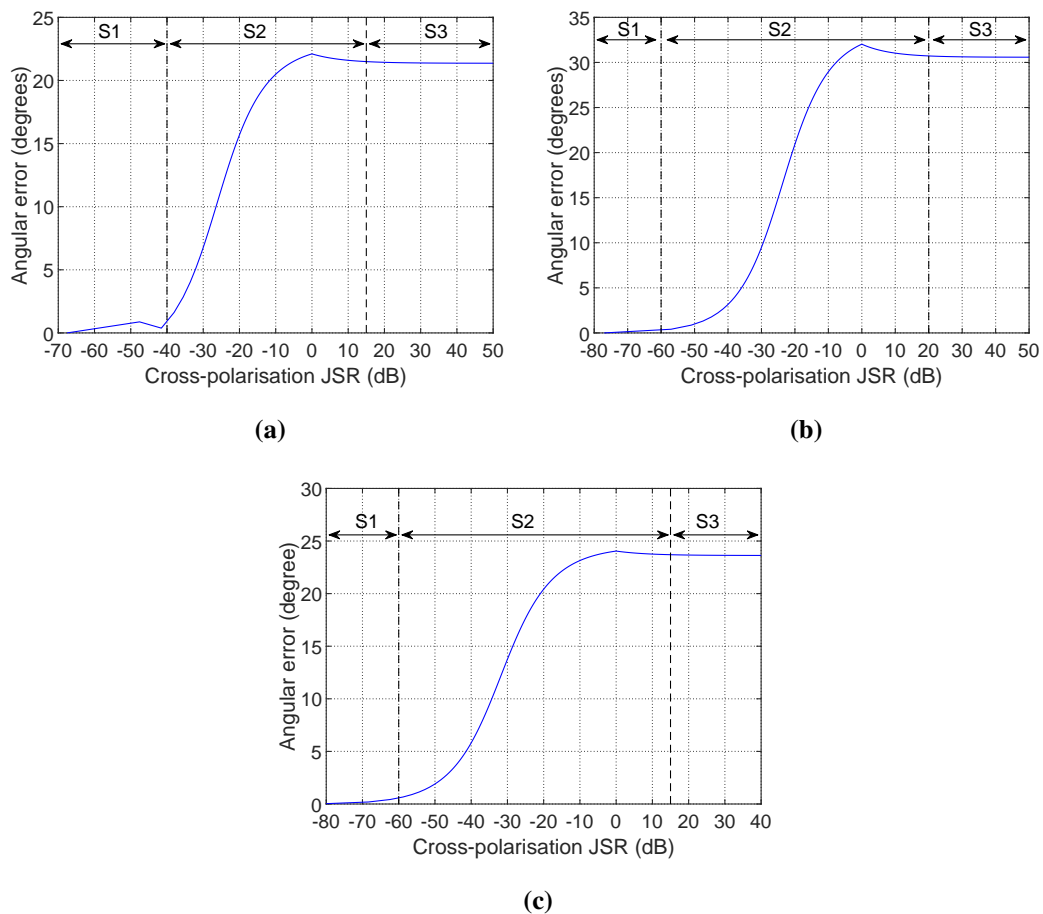 25
20
15
10
5
0
Angular error (degrees)
S1 S2 S3
-70 -60 -50 -40 -30 -20 -10 0 10 20 30 40 50
Cross-polarisation JSR (dB)
(a)
35
30
25
20
15
10
5
0
Angular error (degrees)
S1 S2 S3
-80 -70 -60 -50 -40 -30 -20 -10 0 10 20 30 40 50
Cross-polarisation JSR (dB)
(b)
30
25
20
15
10
5
0
Angular error (degree)
S1 S2 S3
-80 -70 -60 -50 -40 -30 -20 -10 0 10 20 30 40
Cross-polarisation JSR (dB)
(c)